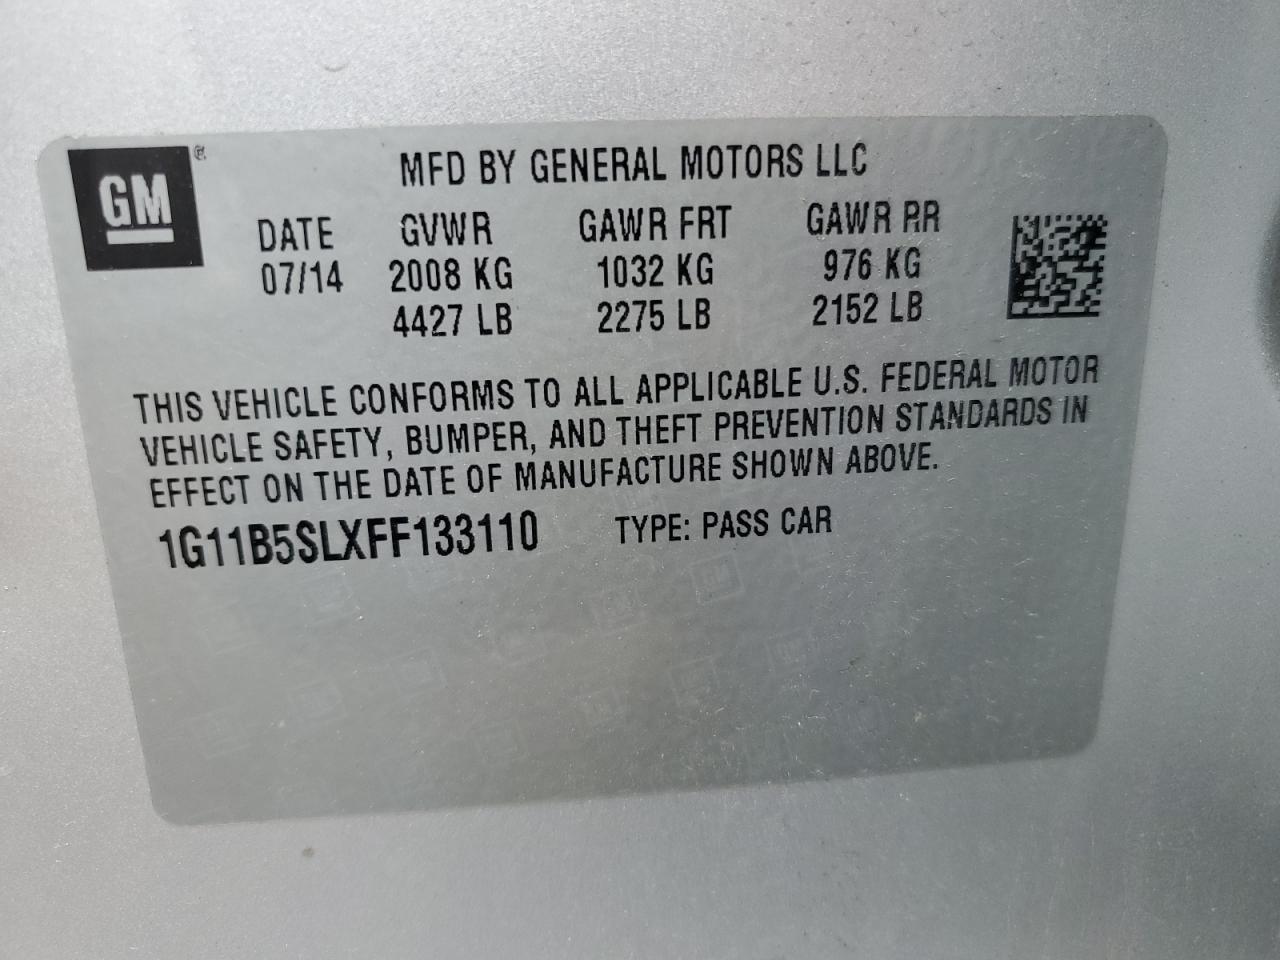 GM ®
MFD BY GENERAL MOTORS LLC
DATE GVWR GAWR FRT GAWR RR
07/14 2008 KG 1032 KG 976 KG
4427 LB 2275 LB 2152 LB
THIS VEHICLE CONFORMS TO ALL APPLICABLE U.S. FEDERAL MOTOR
VEHICLE SAFETY, BUMPER, AND THEFT PREVENTION STANDARDS IN
EFFECT ON THE DATE OF MANUFACTURE SHOWN ABOVE.
1G11B5SLXFF133110 TYPE: PASS CAR